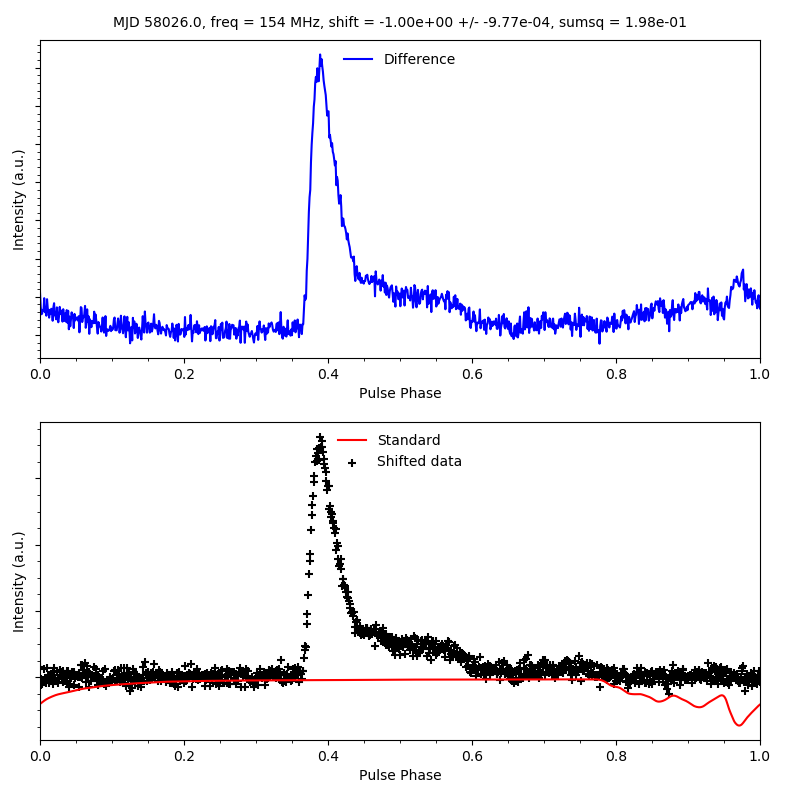 MJD 58026.0, freq = 154 MHz, shift = -1.00e+00 +/- -9.77e-04, sumsq = 1.98e-01
Difference
Intensity (a.u.)
0.0 0.2 0.4 0.6 0.8 1.0
Pulse Phase
Standard
Shifted data
Intensity (a.u.)
0.0 0.2 0.4 0.6 0.8 1.0
Pulse Phase